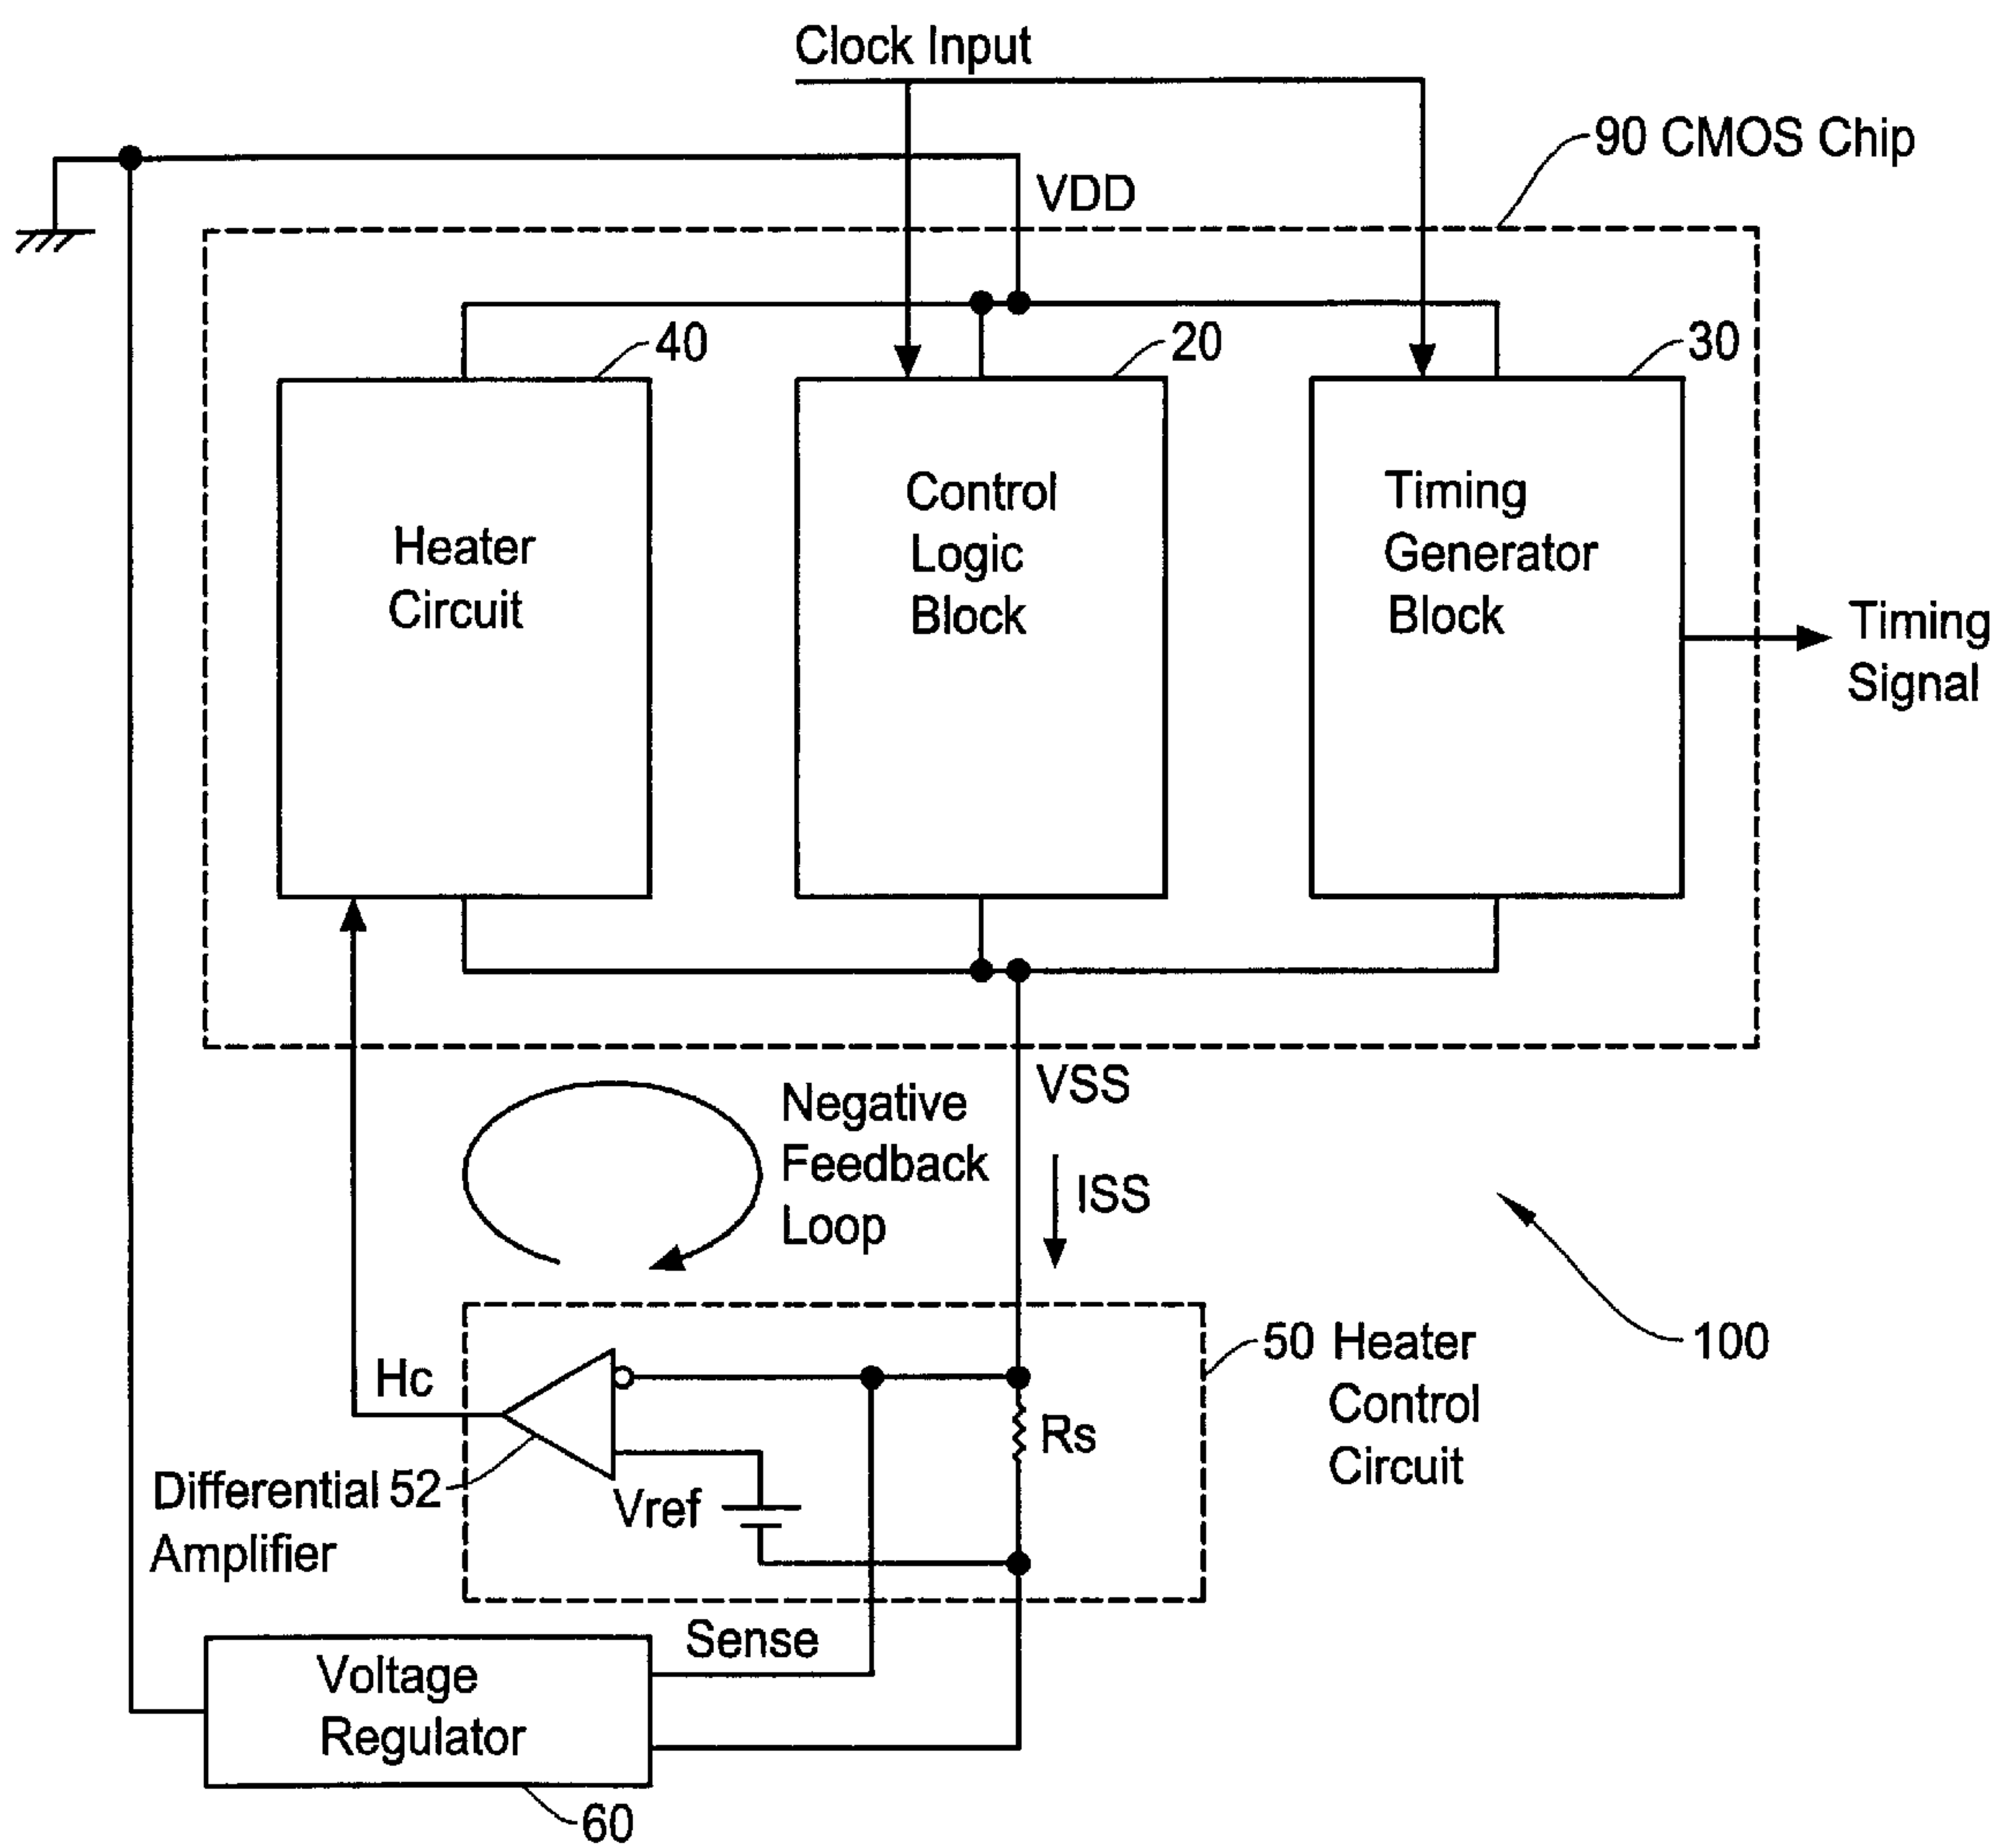 Clock Input
90 CMOS Chip
VDD
40
20
30
Heater
Circuit
Control
Logic
Block
Timing
Generator
Block
Timing
Signal
VSS
Negative
Feedback
Loop
ISS
100
50 Heater
Control
Circuit
Hc
Rs
Differential 52
Amplifier
Vref
Sense
Voltage
Regulator
60